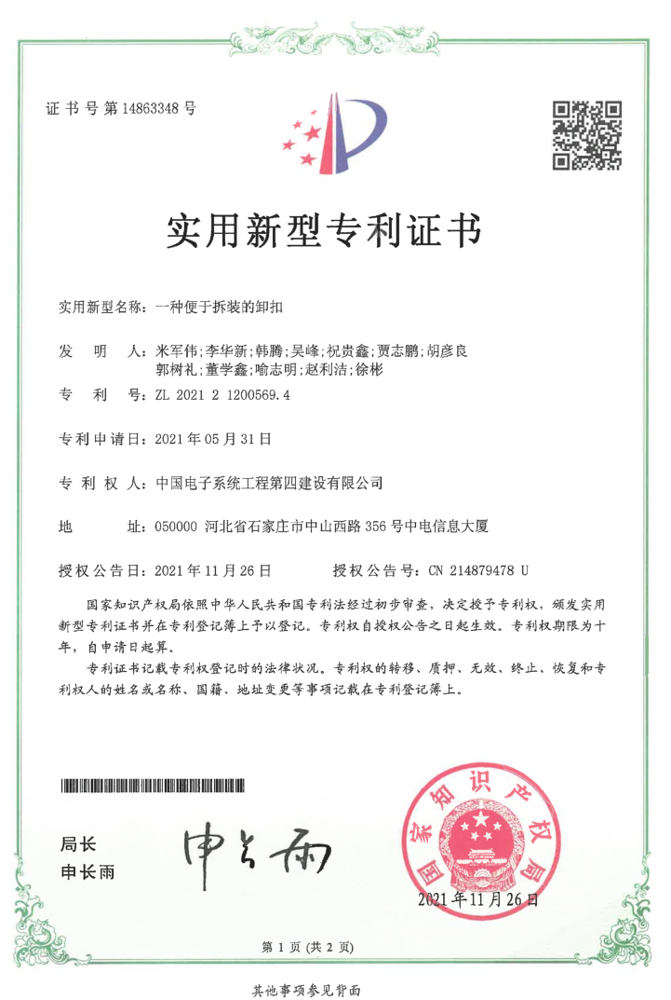 证书号第14863348号
实用新型专利证书
实用新型名称：一种便于拆装的卸扣
发明人：米军伟;李华新;韩腾;吴峰;祝贵鑫;贾志鹏;胡彦良
郭树礼;董学鑫;喻志明;赵利洁;徐彬
专利号：ZL 2021 2 1200569.4
专利申请日：2021年05月31日
专利权人：中国电子系统工程第四建设有限公司
地址：050000 河北省石家庄市中山西路356号中电信息大厦
授权公告日：2021年11月26日 授权公告号：CN 214879478 U
国家知识产权局依照中华人民共和国专利法经过初步审查，决定授予专利权，颁发实用
新型专利证书并在专利登记簿上予以登记。专利权自授权公告之日起生效。专利权期限为十
年，自申请日起算。
专利证书记载专利权登记时的法律状况。专利权的转移、质押、无效、终止、恢复和专
利权人的姓名或名称、国籍、地址变更等事项记载在专利登记簿上。
局长
申长雨
申长雨
国家知识产权局
2021年11月26日
第1页(共2页)
其他事项参见背面